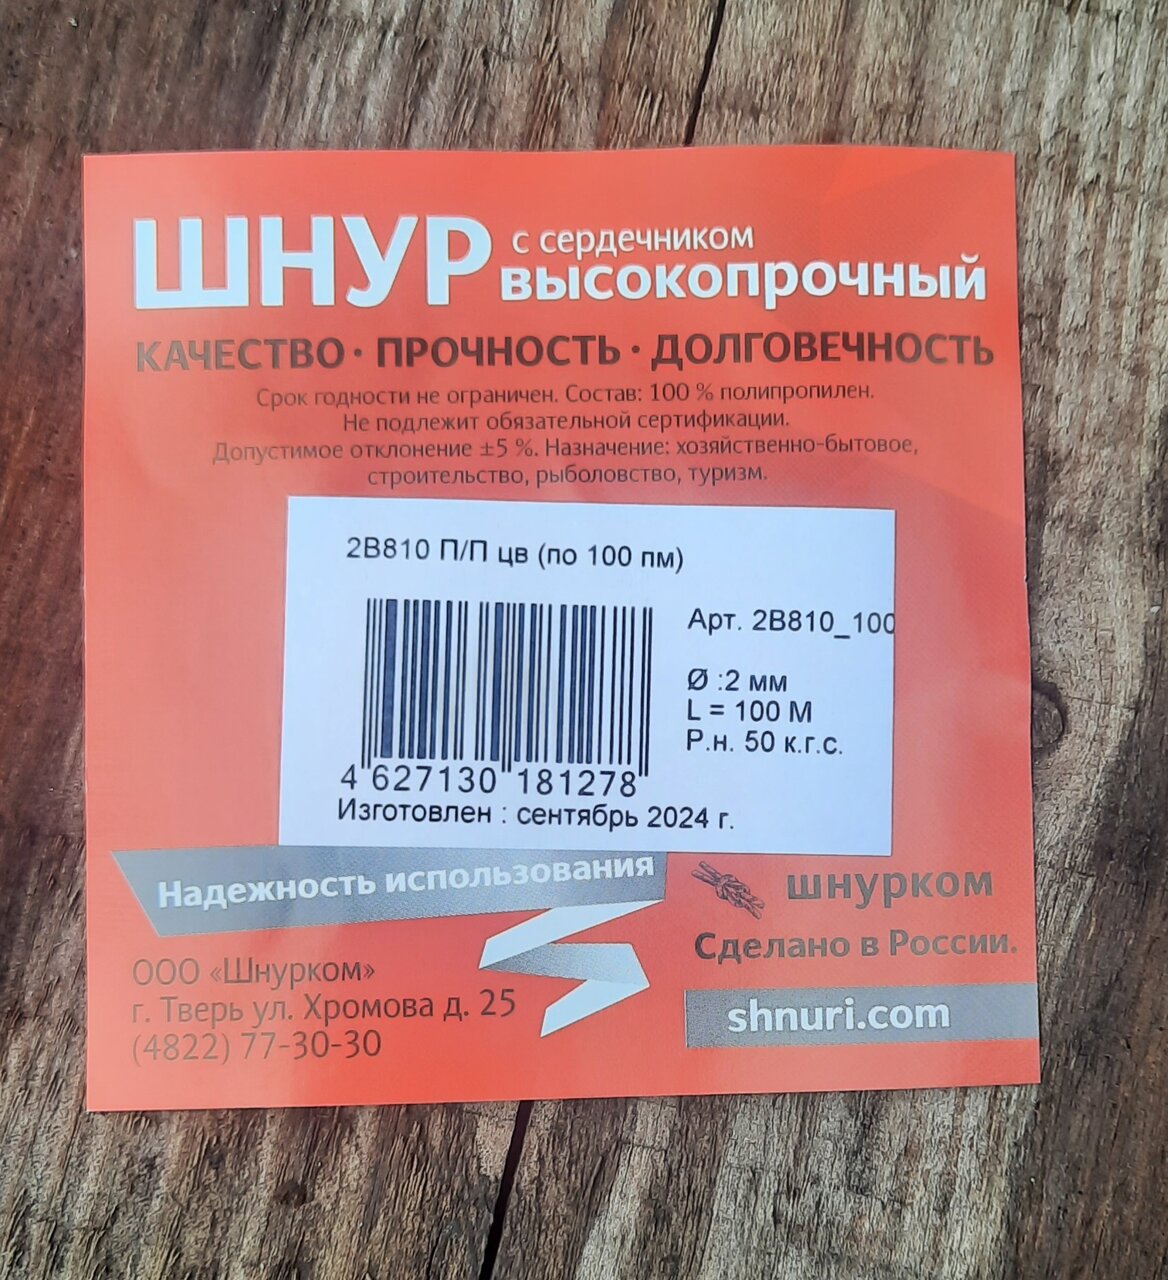 ШНУР с сердечником
высокопрочный
КАЧЕСТВО · ПРОЧНОСТЬ · ДОЛГОВЕЧНОСТЬ
Срок годности не ограничен. Состав: 100 % полипропилен.
Не подлежит обязательной сертификации.
Допустимое отклонение ±5 %. Назначение: хозяйственно-бытовое,
строительство, рыболовство, туризм.
2В810 П/П цв (по 100 пм)
Арт. 2В810_100
Ø :2 мм
L = 100 М
Р.н. 50 к.г.с.
4 627130 181278
Изготовлен : сентябрь 2024 г.
Надежность использования
шнурком
Сделано в России.
shnuri.com
ООО «Шнурком»
г. Тверь ул. Хромова д. 25
(4822) 77-30-30